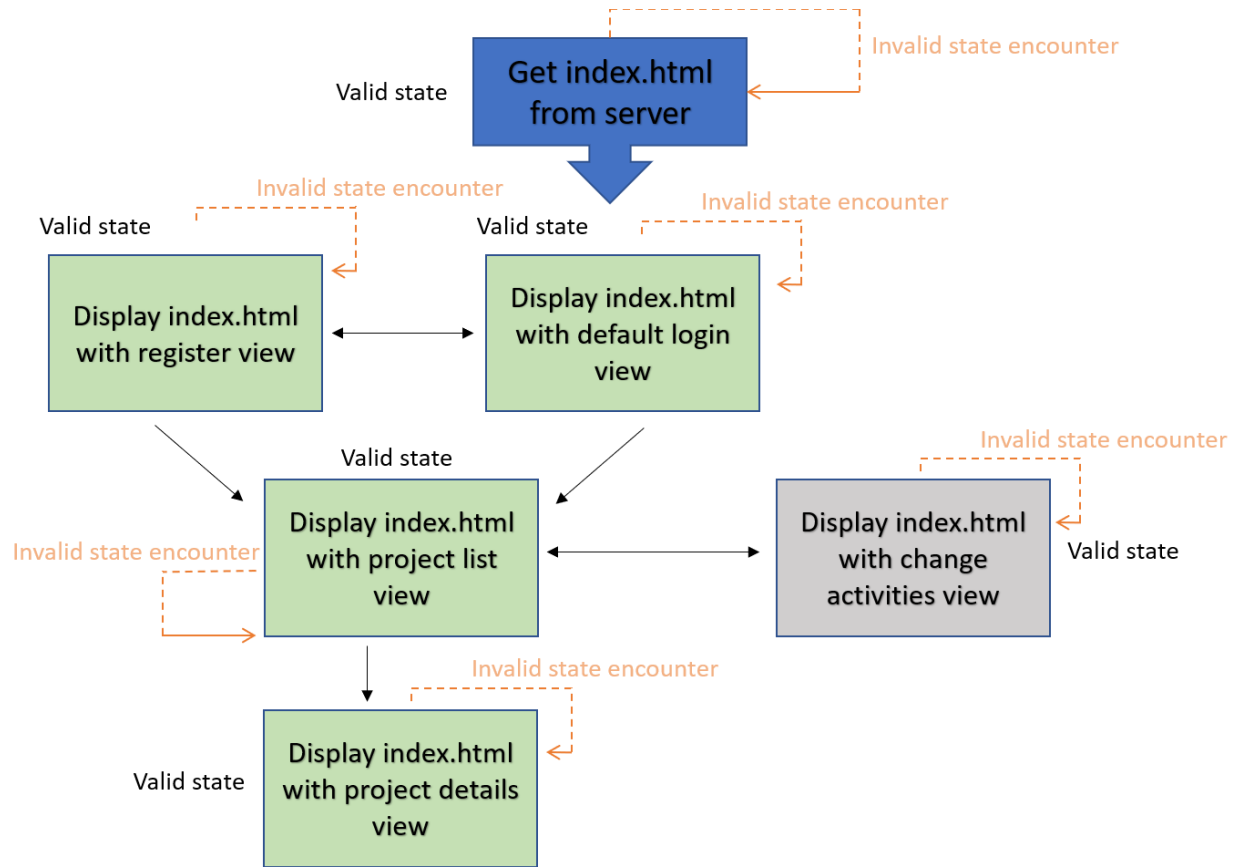 Invalid state encounter
Get index.html
from server
Valid state
Invalid state encounter
Invalid state encounter
Valid state
Valid state
Display index.html
with register view
Display index.html
with default login
view
Invalid state encounter
Valid state
Display index.html
with project list
view
Display index.html
with change
activities view
Invalid state encounter
Valid state
Invalid state encounter
Display index.html
with project details
view
Valid state